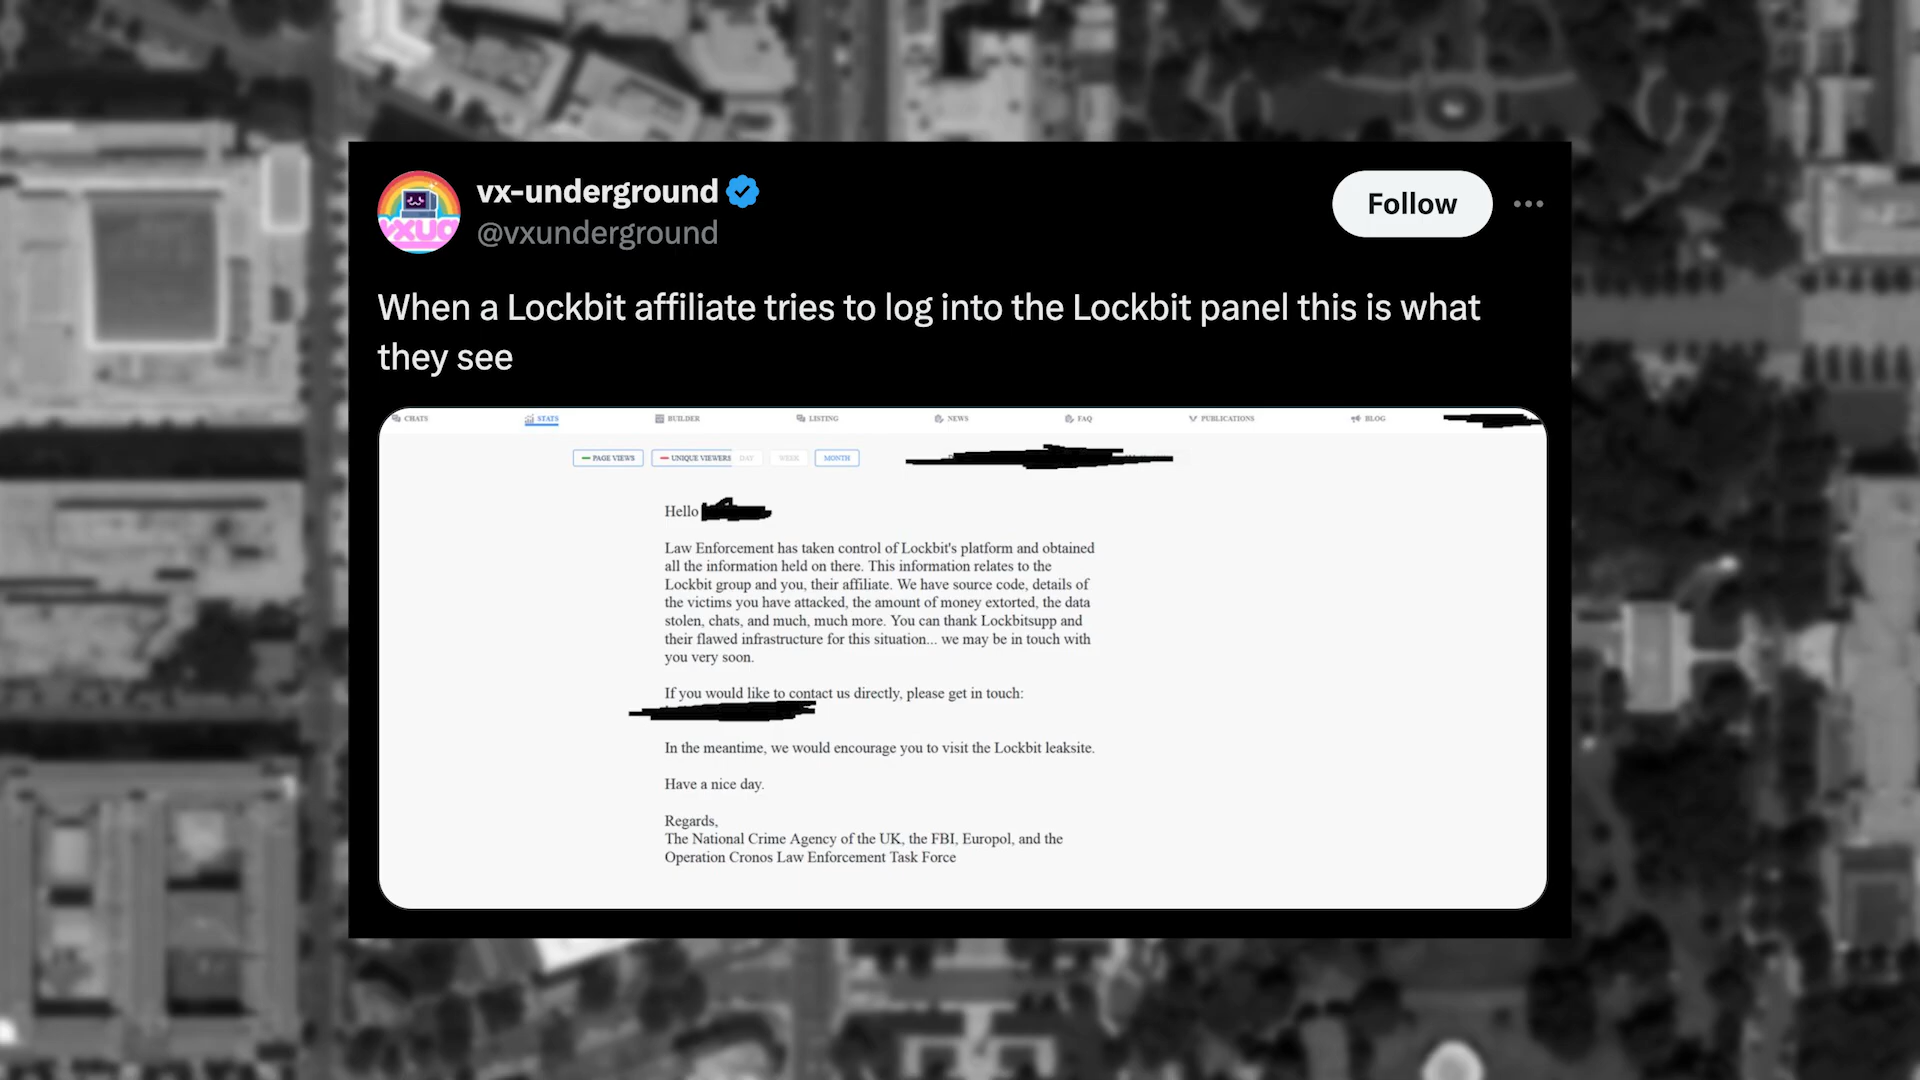 vx-underground
@vxunderground
Follow
When a Lockbit affiliate tries to log into the Lockbit panel this is what
they see
CHATS STATS BUILDER LISTING NEWS FAQ PUBLICATIONS BLOG
PAGE VIEWS UNIQUE VIEWERS DAY WEEK MONTH
Hello
Law Enforcement has taken control of Lockbit's platform and obtained
all the information held on there. This information relates to the
Lockbit group and you, their affiliate. We have source code, details of
the victims you have attacked, the amount of money extorted, the data
stolen, chats, and much, much more. You can thank Lockbitsupp and
their flawed infrastructure for this situation... we may be in touch with
you very soon.
If you would like to contact us directly, please get in touch:
In the meantime, we would encourage you to visit the Lockbit leaksite.
Have a nice day.
Regards,
The National Crime Agency of the UK, the FBI, Europol, and the
Operation Cronos Law Enforcement Task Force